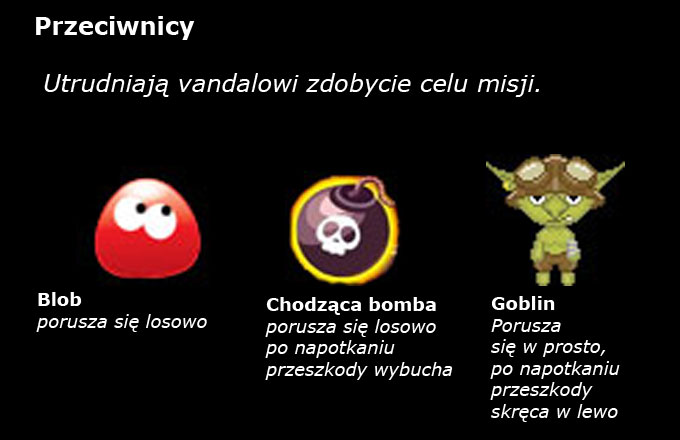 Przeciwnicy
Utrudniają vandalowi zdobycie celu misji.
Blob
porusza się losowo
Chodząca bomba
porusza się losowo
po napotkaniu
przeszkody wybucha
Goblin
Porusza
się w prosto,
po napotkaniu
przeszkody
skręca w lewo